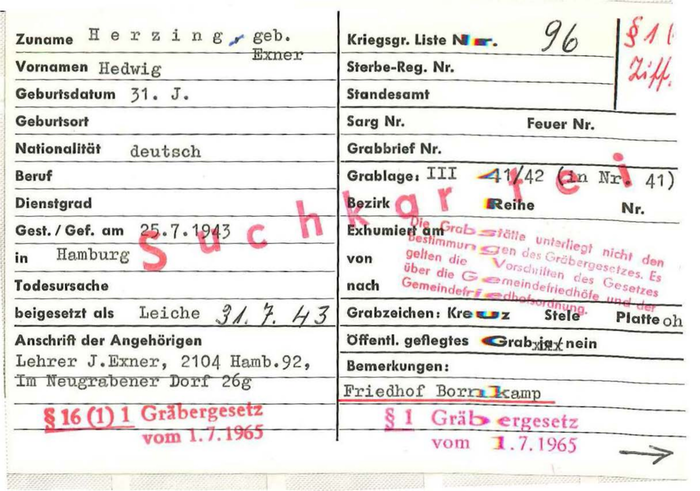 Zuname Herzing, geb. Exner
Vornamen Hedwig
Geburtsdatum 31. J.
Geburtsort
Nationalität deutsch
Beruf
Dienstgrad
Gest. / Gef. am 25.7.1943
in Hamburg
Todesursache
beigesetzt als Leiche 31.7.43
Anschrift der Angehörigen
Lehrer J.Exner, 2104 Hamb.92,
Im Neugrabener Dorf 26g
§ 16 (1) 1 Gräbergesetz
vom 1.7.1965
Suchkartei
Kriegsgr. Liste Nr. 96
§ 1 (
Ziff.
Sterbe-Reg. Nr.
Standesamt
Sarg Nr. Feuer Nr.
Grabbrief Nr.
Grablage: III 41/42 (in Nr. 41)
Bezirk Reihe Nr.
Exhumiert am
von
nach
Die Grabstätte unterliegt nicht den
Bestimmungen des Gräbergesetzes. Es
gelten die Vorschriften des Gesetzes
über die Gemeindefriedhöfe und der
Gemeindefriedhofsordnung.
Grabzeichen: Kreuz Stele Platte oh
Öffentl. geflegtes Grab ja / nein
Bemerkungen:
Friedhof Bornkamp
§ 1 Gräbergesetz
vom 1.7.1965